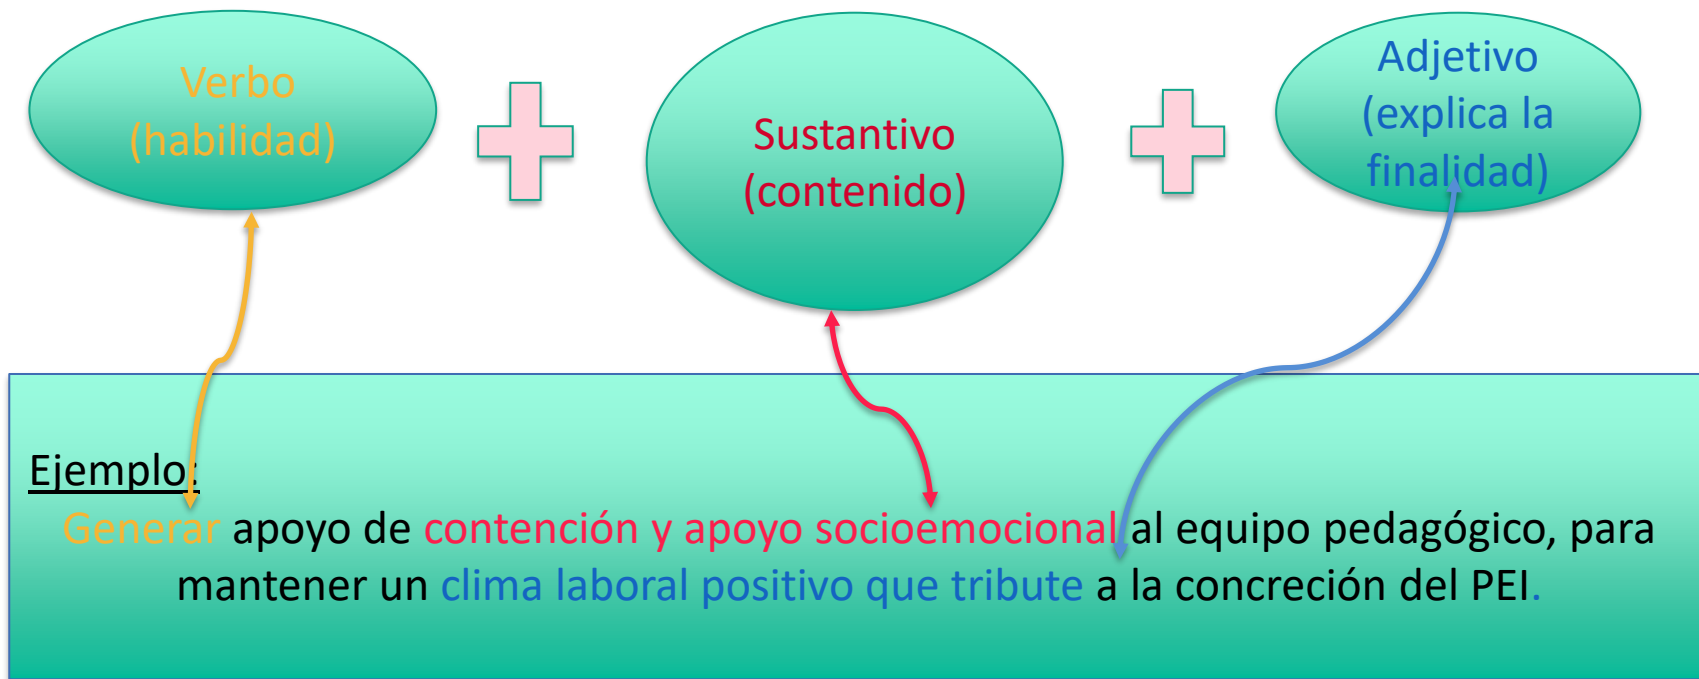 Verbo
(habilidad)
Sustantivo
(contenido)
Adjetivo
(explica la
finalidad)
Ejemplo:
Generar apoyo de contención y apoyo socioemocional al equipo pedagógico, para
mantener un clima laboral positivo que tribute a la concreción del PEI.